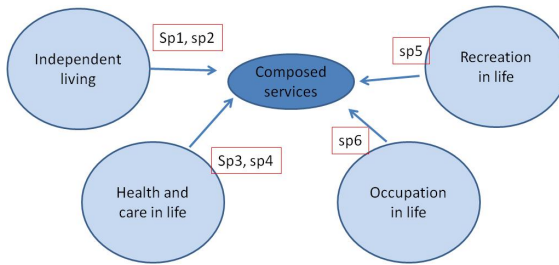 Independent
living
Sp1, sp2
Composed
services
sp5
Recreation
in life
Sp3, sp4
sp6
Health and
care in life
Occupation
in life